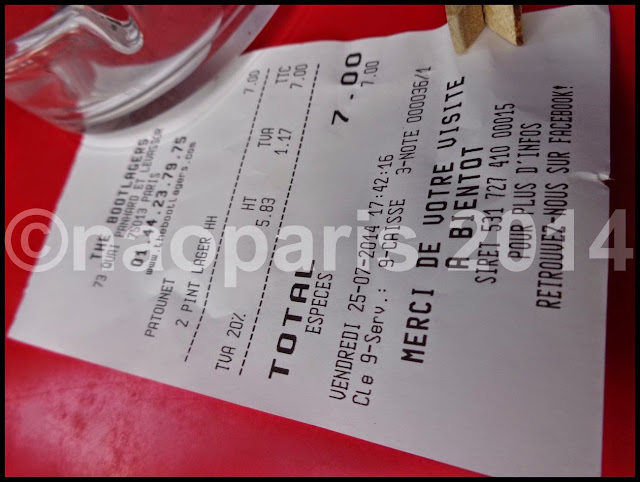 THE BOOTLAGERS
73 QUAI PANHARD ET LEVASSOR
75013 PARIS
01.44.23.79.75
www.thebootlagers.com
PATOUNET
2 PINT LAGER HH 7.00
HT TVA TTC
TVA 20% 5.83 1.17 7.00
TOTAL 7.00
ESPECES 7.00
VENDREDI 25-07-2014 17:42:16
Cle 9-Serv.: 9-CAISSE 3-NOTE 000036/1
MERCI DE VOTRE VISITE
A BIENTOT
SIRET 531 727 410 00015
POUR PLUS D'INFOS
RETROUVEZ-NOUS SUR FACEBOOK!
©naoparis 2014